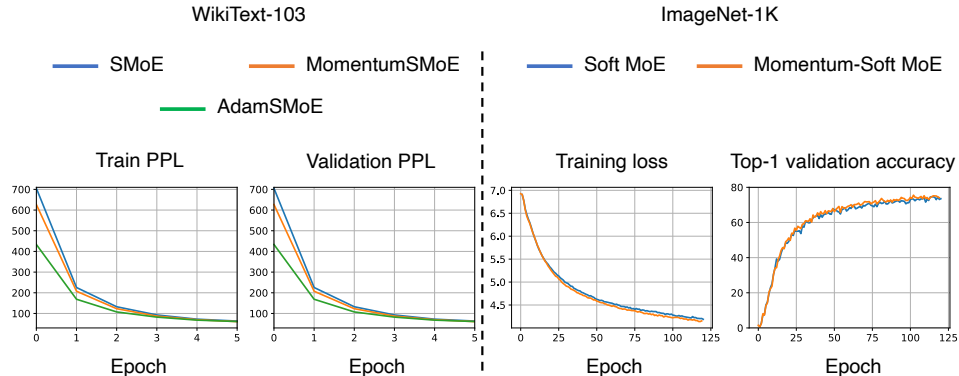 WikiText-103
ImageNet-1K
SMoE
MomentumSMoE
AdamSMoE
Soft MoE
Momentum-Soft MoE
Train PPL
Validation PPL
Training loss
Top-1 validation accuracy
700
600
500
400
300
200
100
0 1 2 3 4 5
Epoch
700
600
500
400
300
200
100
0 1 2 3 4 5
Epoch
7,0
6.5
6.0
5.5
5.0
4.5
0 25 50 75 100 125
Epoch
80
60
40
20
0
0 25 50 75 100 125
Epoch